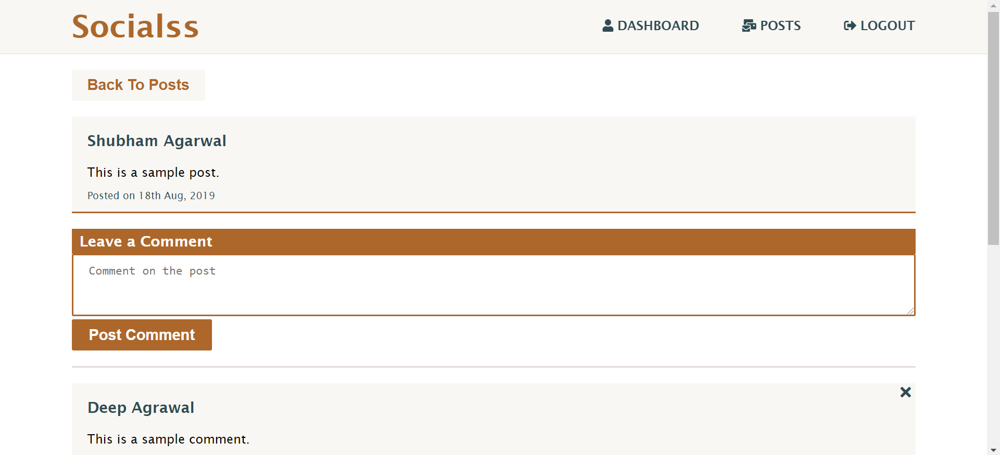 Socialss
DASHBOARD
POSTS
LOGOUT
Back To Posts
Shubham Agarwal
This is a sample post.
Posted on 18th Aug, 2019
Leave a Comment
Comment on the post
Post Comment
Deep Agrawal
This is a sample comment.